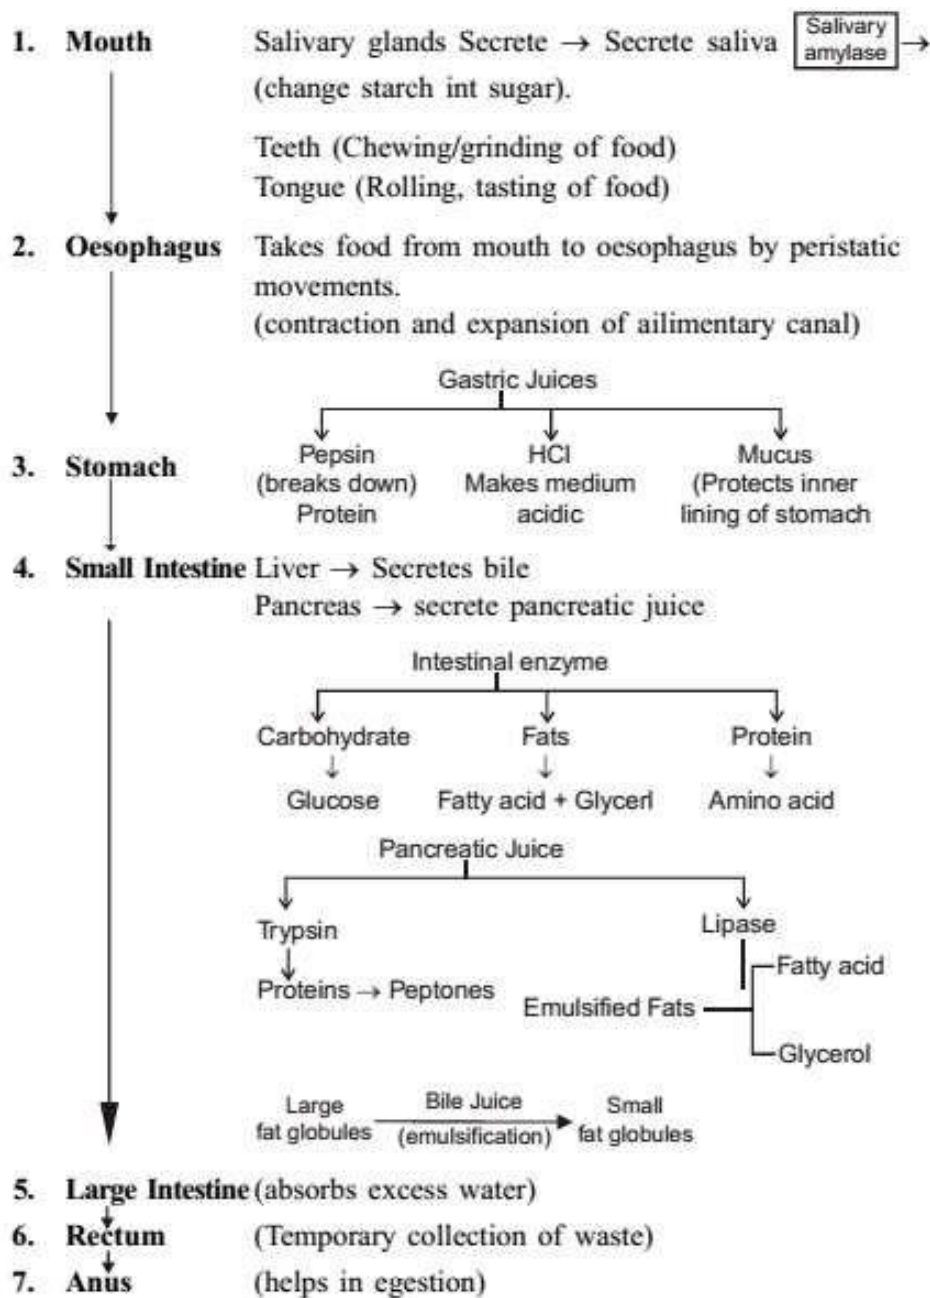 1. Mouth Salivary glands Secrete → Secrete saliva Salivary amylase →
(change starch int sugar).
Teeth (Chewing/grinding of food)
Tongue (Rolling, tasting of food)
2. Oesophagus Takes food from mouth to oesophagus by peristatic
movements.
(contraction and expansion of ailimentary canal)
Gastric Juices
3. Stomach
Pepsin
(breaks down)
Protein
HCl
Makes medium
acidic
Mucus
(Protects inner
lining of stomach
4. Small Intestine Liver → Secretes bile
Pancreas → secrete pancreatic juice
Intestinal enzyme
Carbohydrate Fats Protein
↓ ↓ ↓
Glucose Fatty acid + Glycerl Amino acid
Pancreatic Juice
Trypsin Lipase
Proteins → Peptones
Fatty acid
Emulsified Fats
Glycerol
Large
fat globules
Bile Juice
(emulsification)
Small
fat globules
5. Large Intestine (absorbs excess water)
6. Rectum (Temporary collection of waste)
7. Anus (helps in egestion)